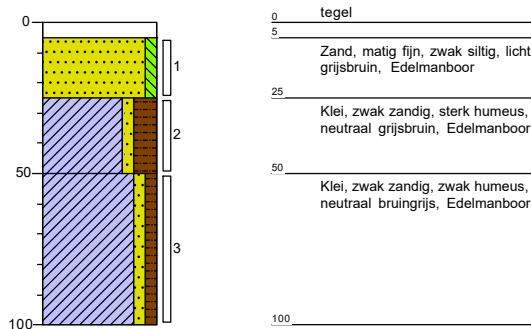 0
50
100
1
2
3
0
tegel
5
Zand, matig fijn, zwak siltig, licht
grijsbruin, Edelmanboor
25
Klei, zwak zandig, sterk humeus,
neutraal grijsbruin, Edelmanboor
50
Klei, zwak zandig, zwak humeus,
neutraal bruingrijs, Edelmanboor
100